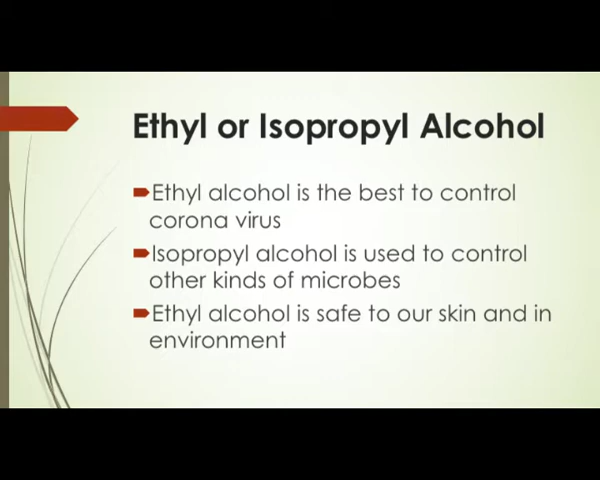 Ethyl or Isopropyl Alcohol
Ethyl alcohol is the best to control
corona virus
Isopropyl alcohol is used to control
other kinds of microbes
Ethyl alcohol is safe to our skin and in
environment